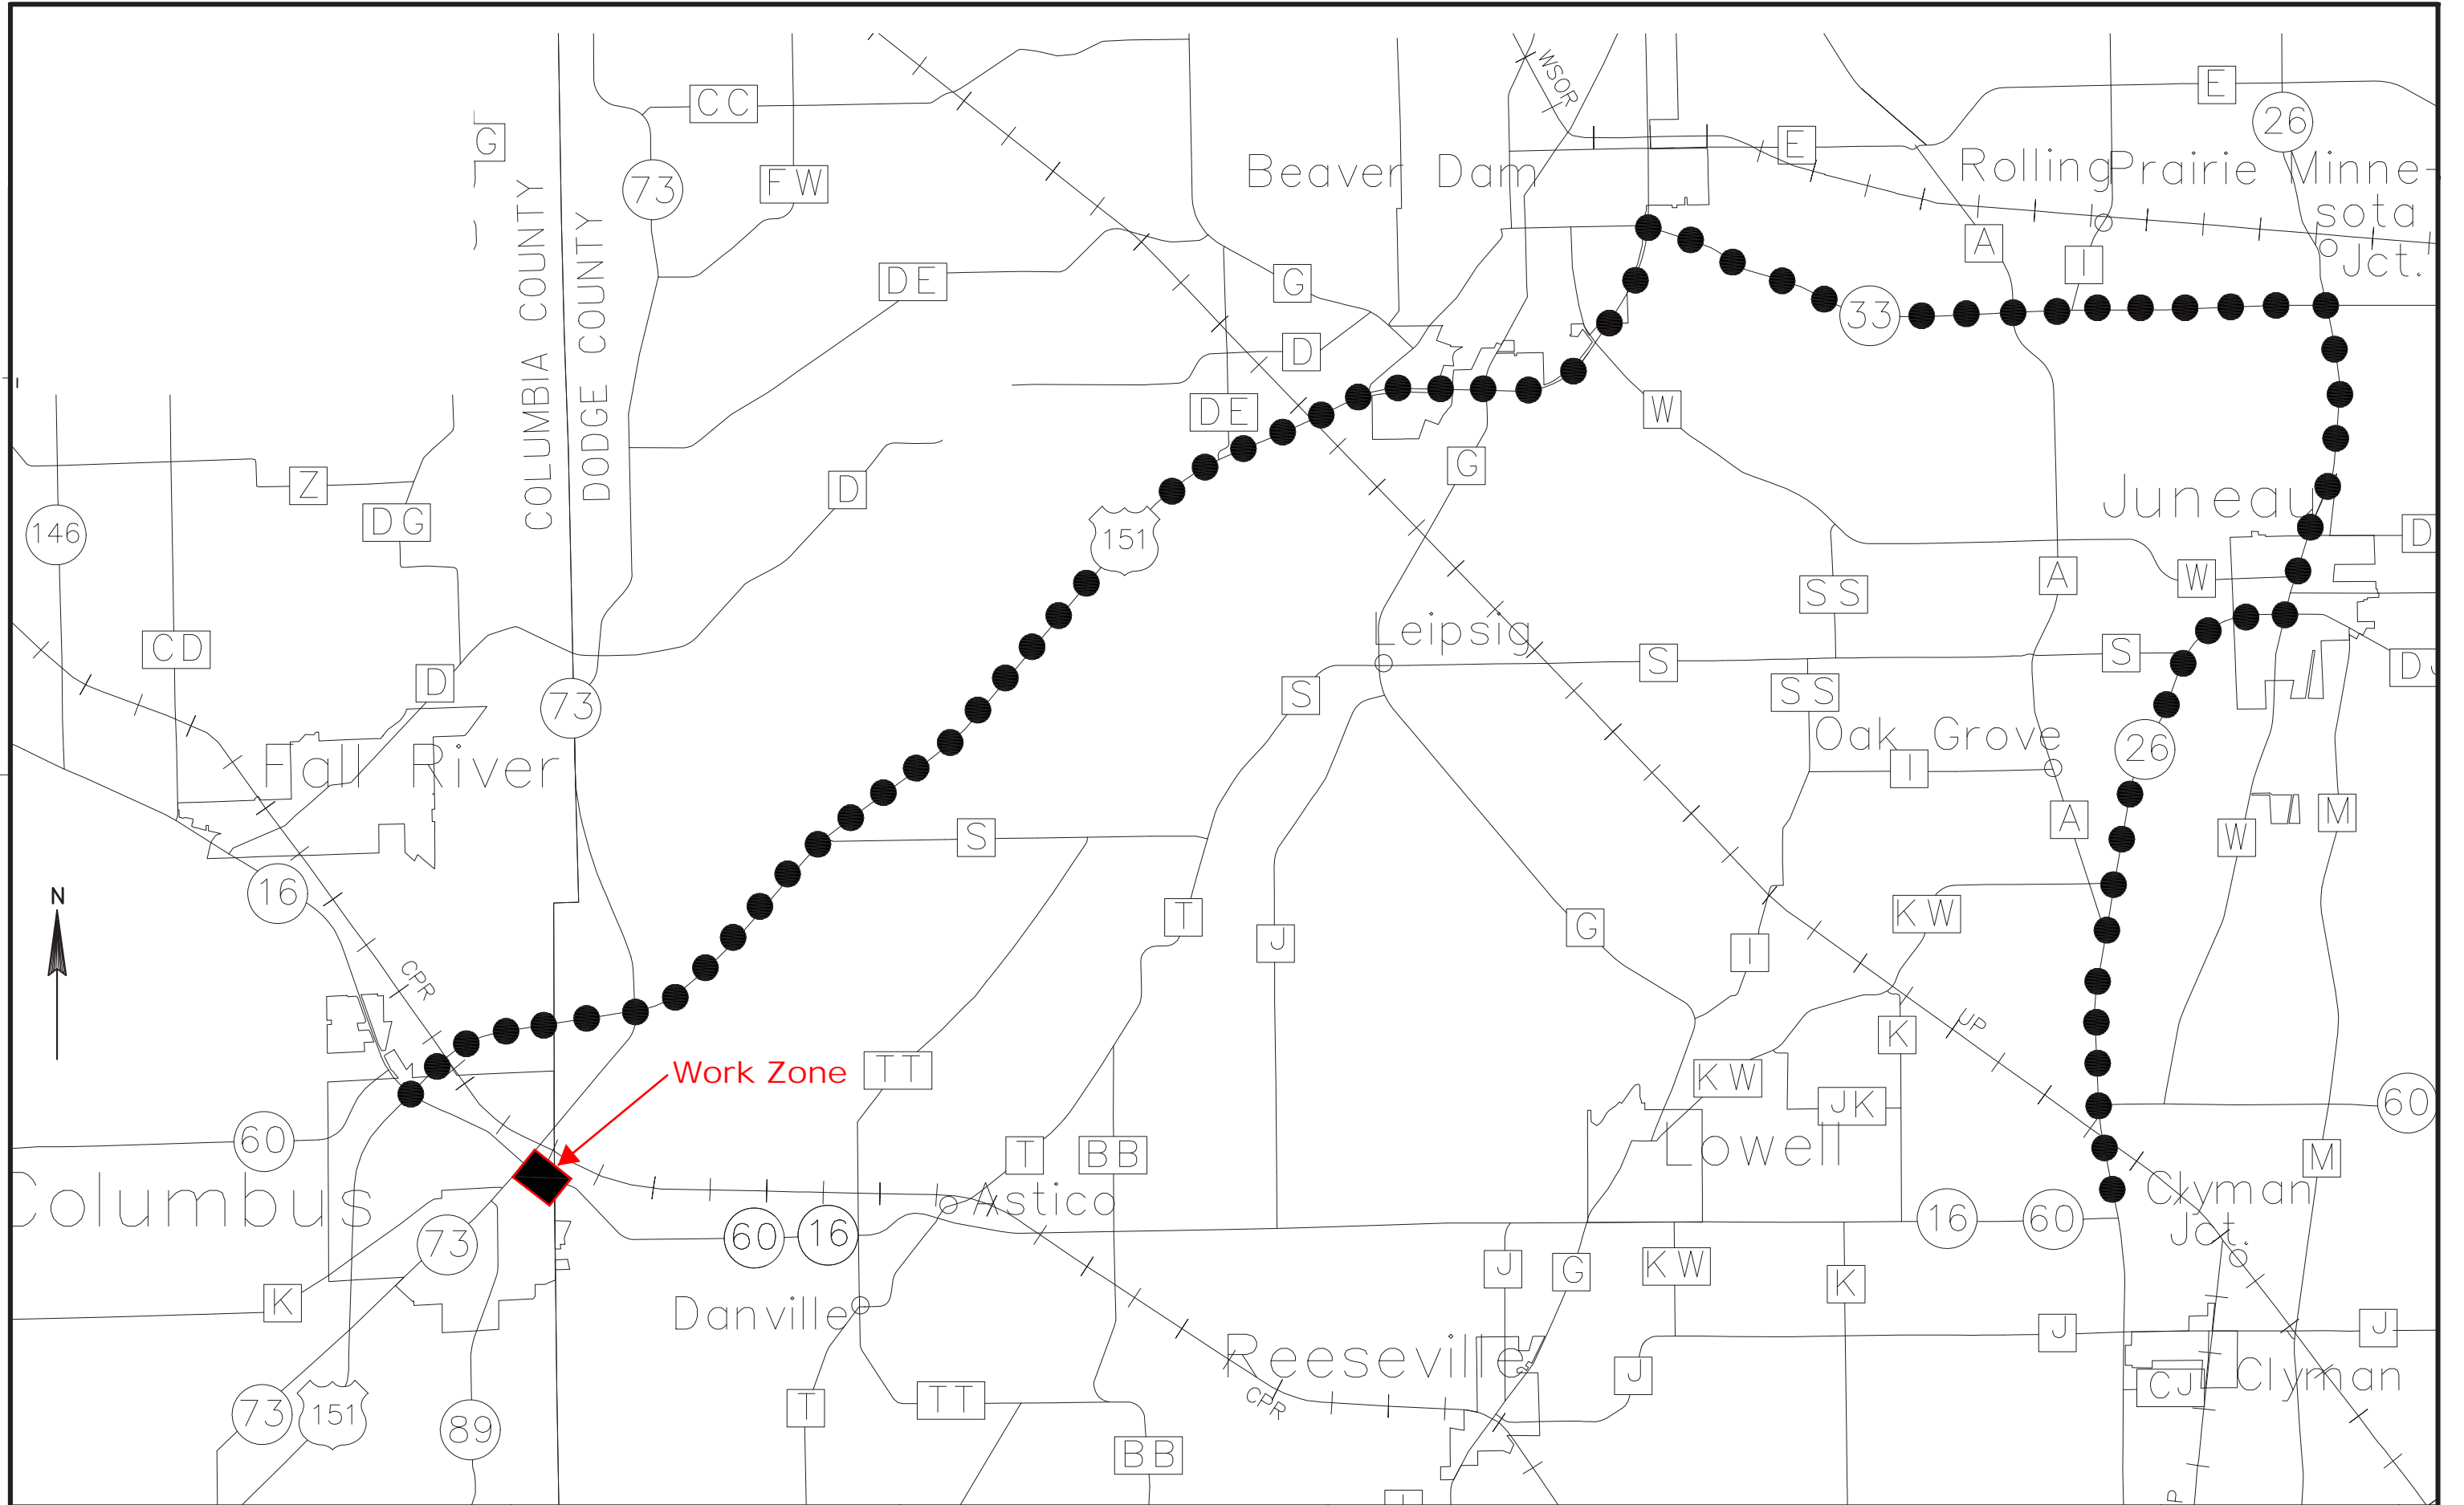 CC
E
26
WSOR
G
E
Beaver Dam
Rolling Prairie
Minne-
sota
Jct.
73
FW
COLUMBIA COUNTY
DODGE COUNTY
A
I
DE
G
33
D
DE
W
G
Z
D
Juneau
DG
146
151
D
A
W
SS
CD
Leipsig
S
S
D
S
SS
73
Oak Grove
26
Fall River
I
A
M
S
W
16
N
T
KW
G
J
I
CPR
UP
K
Work Zone
TT
KW
JK
60
60
T
BB
Lowell
M
Columbus
Astico
Clyman
Jct.
73
60
16
16
60
J
G
KW
K
K
Danville
J
J
Reeseville
J
CJ
Clyman
73
151
89
T
TT
CPR
BB